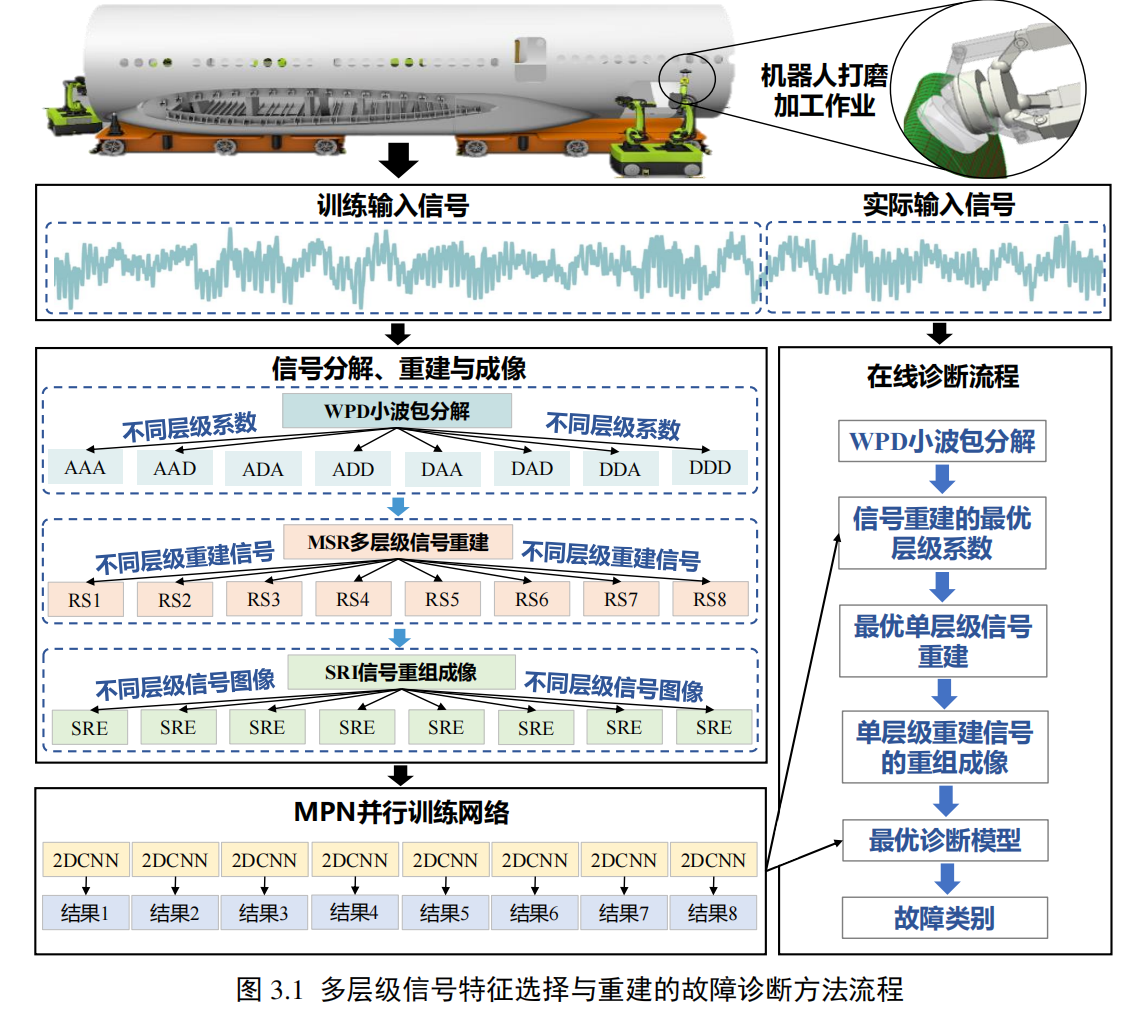 机器人打磨
加工作业
训练输入信号
实际输入信号
信号分解、重建与成像
WPD小波包分解
不同层级系数
不同层级系数
AAA AAD ADA ADD DAA DAD DDA DDD
MSR多层级信号重建
不同层级重建信号
不同层级重建信号
RS1 RS2 RS3 RS4 RS5 RS6 RS7 RS8
SRI信号重组成像
不同层级信号图像
不同层级信号图像
SRE SRE SRE SRE SRE SRE SRE SRE
MPN并行训练网络
2DCNN 2DCNN 2DCNN 2DCNN 2DCNN 2DCNN 2DCNN 2DCNN
结果1 结果2 结果3 结果4 结果5 结果6 结果7 结果8
在线诊断流程
WPD小波包分解
信号重建的最优
层级系数
最优单层级信号
重建
单层级重建信号
的重组成像
最优诊断模型
故障类别
图 3.1 多层级信号特征选择与重建的故障诊断方法流程